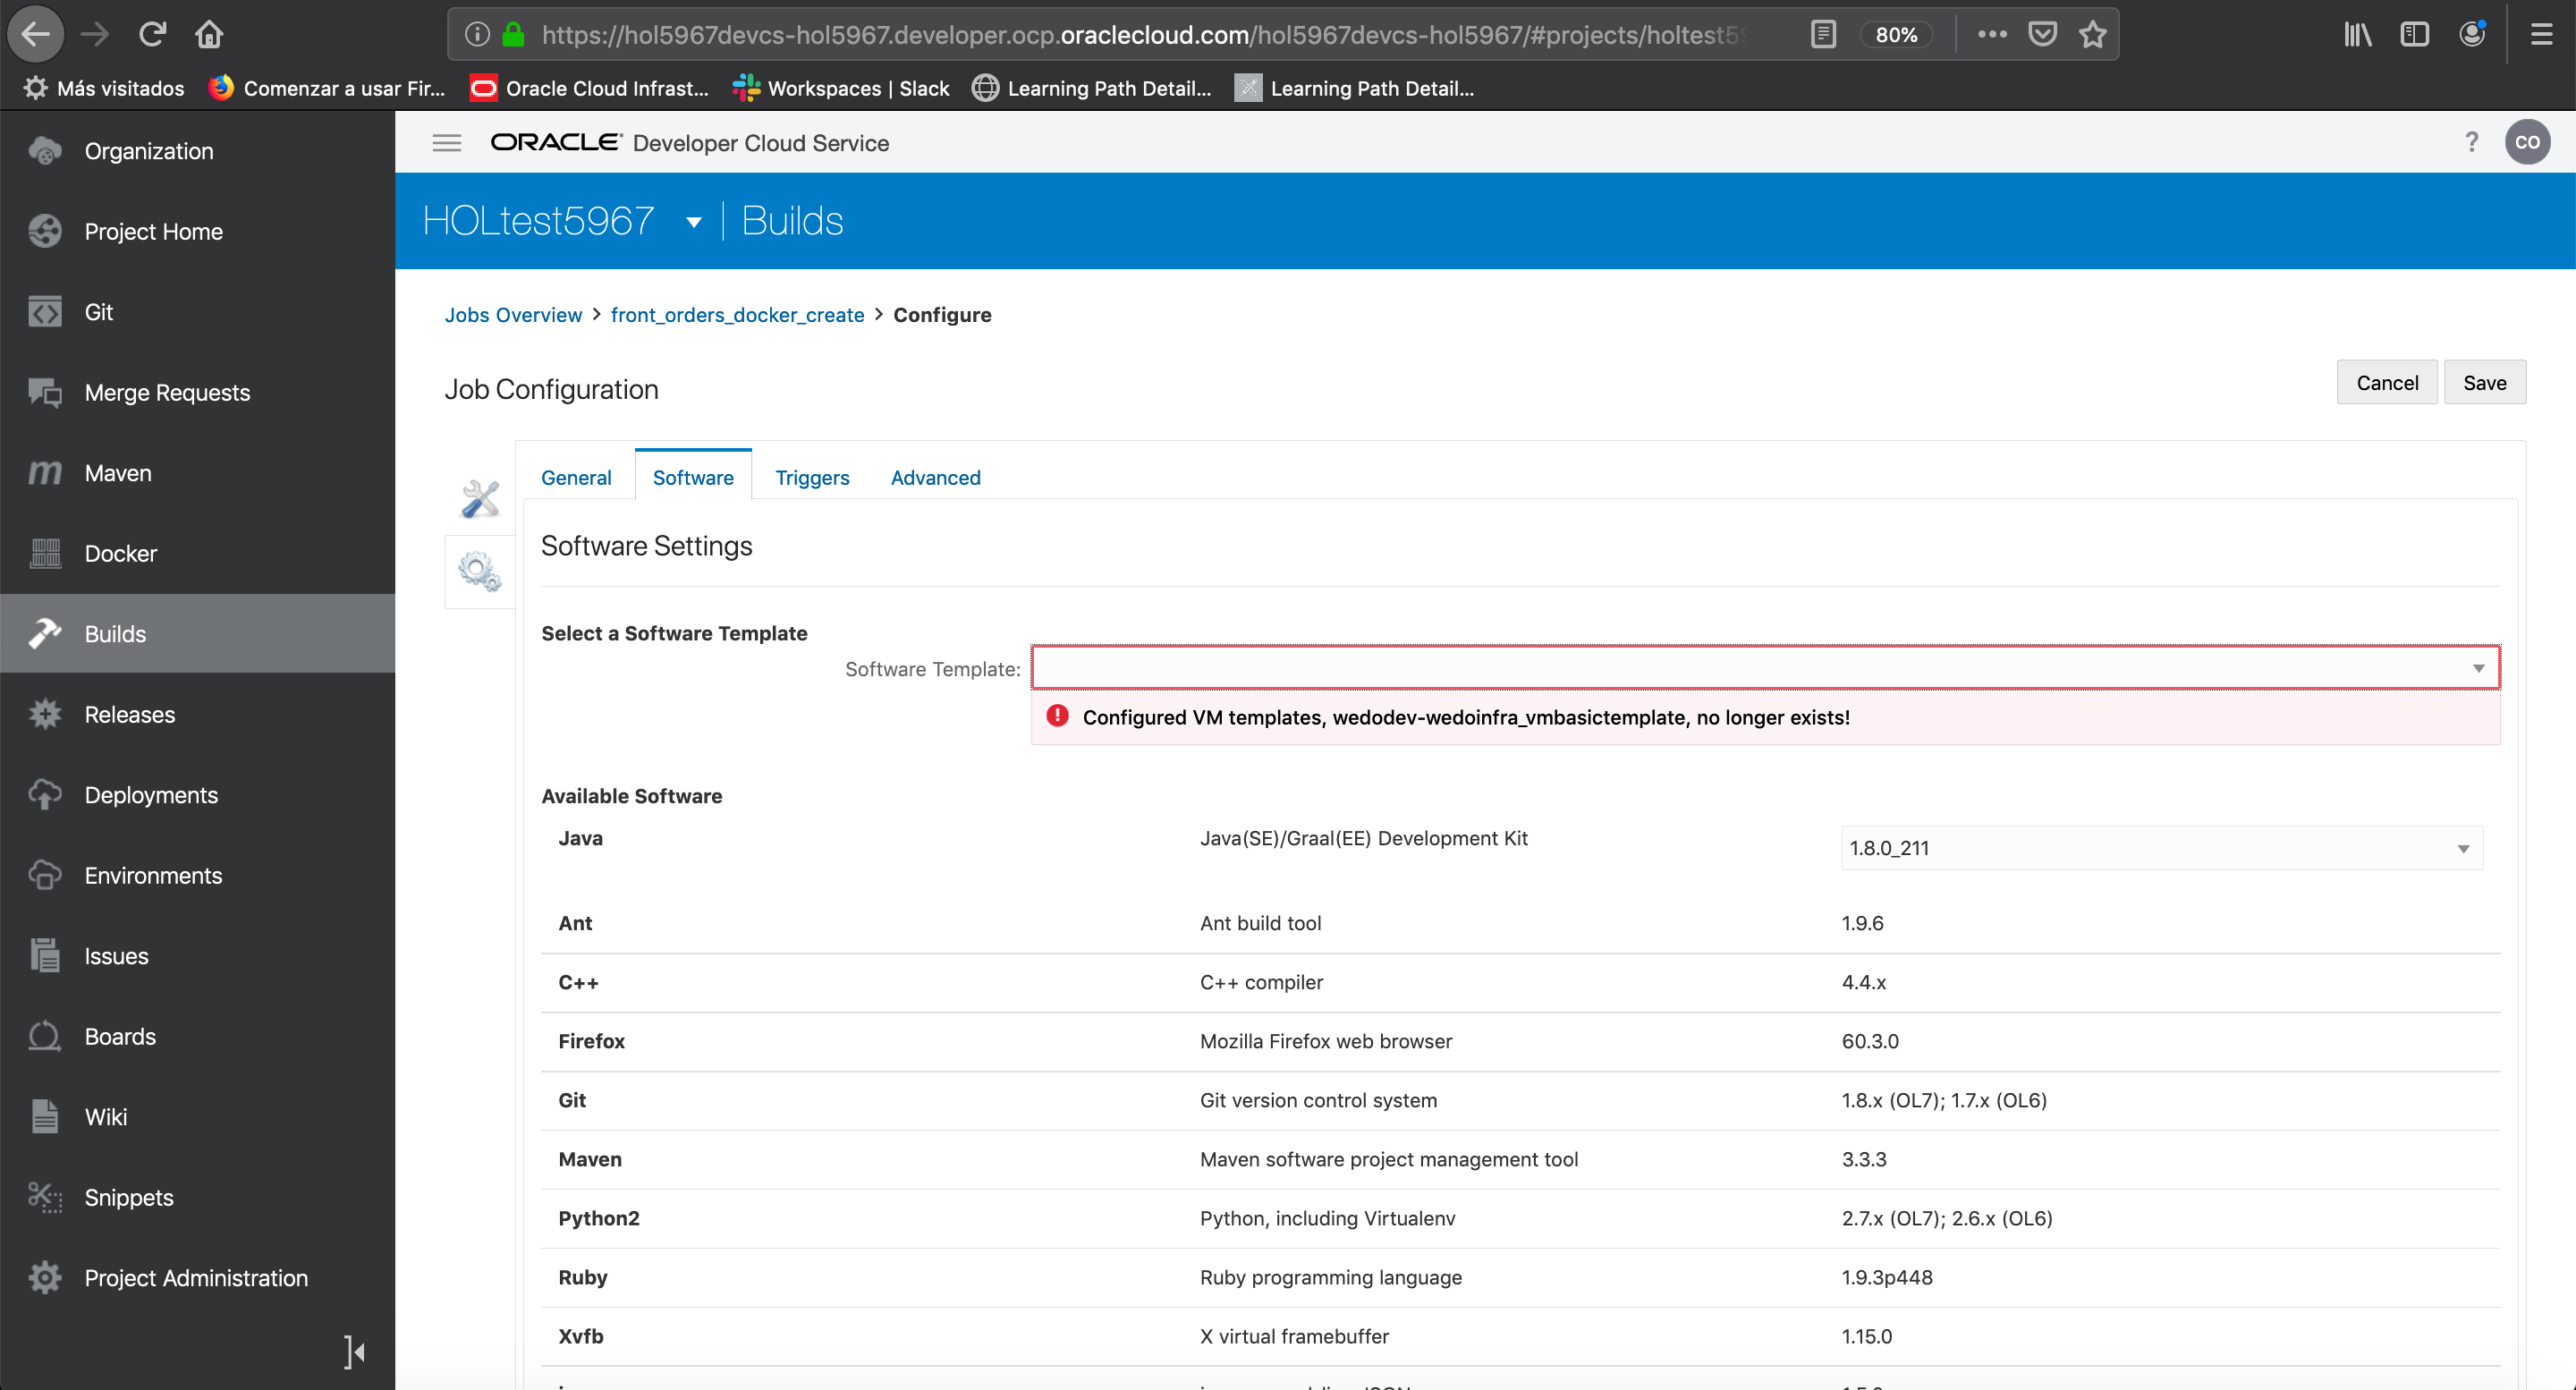 https://hol5967devcs-hol5967.developer.ocp.oraclecloud.com/hol5967devcs-hol5967/#projects/holtest59
80%
Más visitados
Comenzar a usar Fir...
Oracle Cloud Infrast...
Workspaces | Slack
Learning Path Detail...
Learning Path Detail...
Organization
Project Home
Git
Merge Requests
Maven
Docker
Builds
Releases
Deployments
Environments
Issues
Boards
Wiki
Snippets
Project Administration
ORACLE® Developer Cloud Service
?
CO
HOLtest5967
Builds
Jobs Overview > front_orders_docker_create > Configure
Job Configuration
Cancel
Save
General
Software
Triggers
Advanced
Software Settings
Select a Software Template
Software Template:
Configured VM templates, wedodev-wedoinfra_vmbasictemplate, no longer exists!
Available Software
Java Java(SE)/Graal(EE) Development Kit 1.8.0_211
Ant Ant build tool 1.9.6
C++ C++ compiler 4.4.x
Firefox Mozilla Firefox web browser 60.3.0
Git Git version control system 1.8.x (OL7); 1.7.x (OL6)
Maven Maven software project management tool 3.3.3
Python2 Python, including Virtualenv 2.7.x (OL7); 2.6.x (OL6)
Ruby Ruby programming language 1.9.3p448
Xvfb X virtual framebuffer 1.15.0